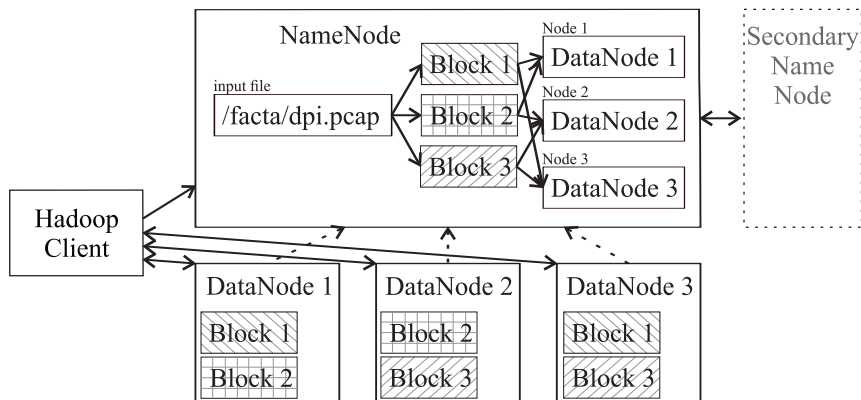 NameNode
input file
/facta/dpi.pcap
Block 1
Block 2
Block 3
Node 1
DataNode 1
Node 2
DataNode 2
Node 3
DataNode 3
Secondary
Name
Node
Hadoop
Client
DataNode 1
Block 1
Block 2
DataNode 2
Block 2
Block 3
DataNode 3
Block 1
Block 3